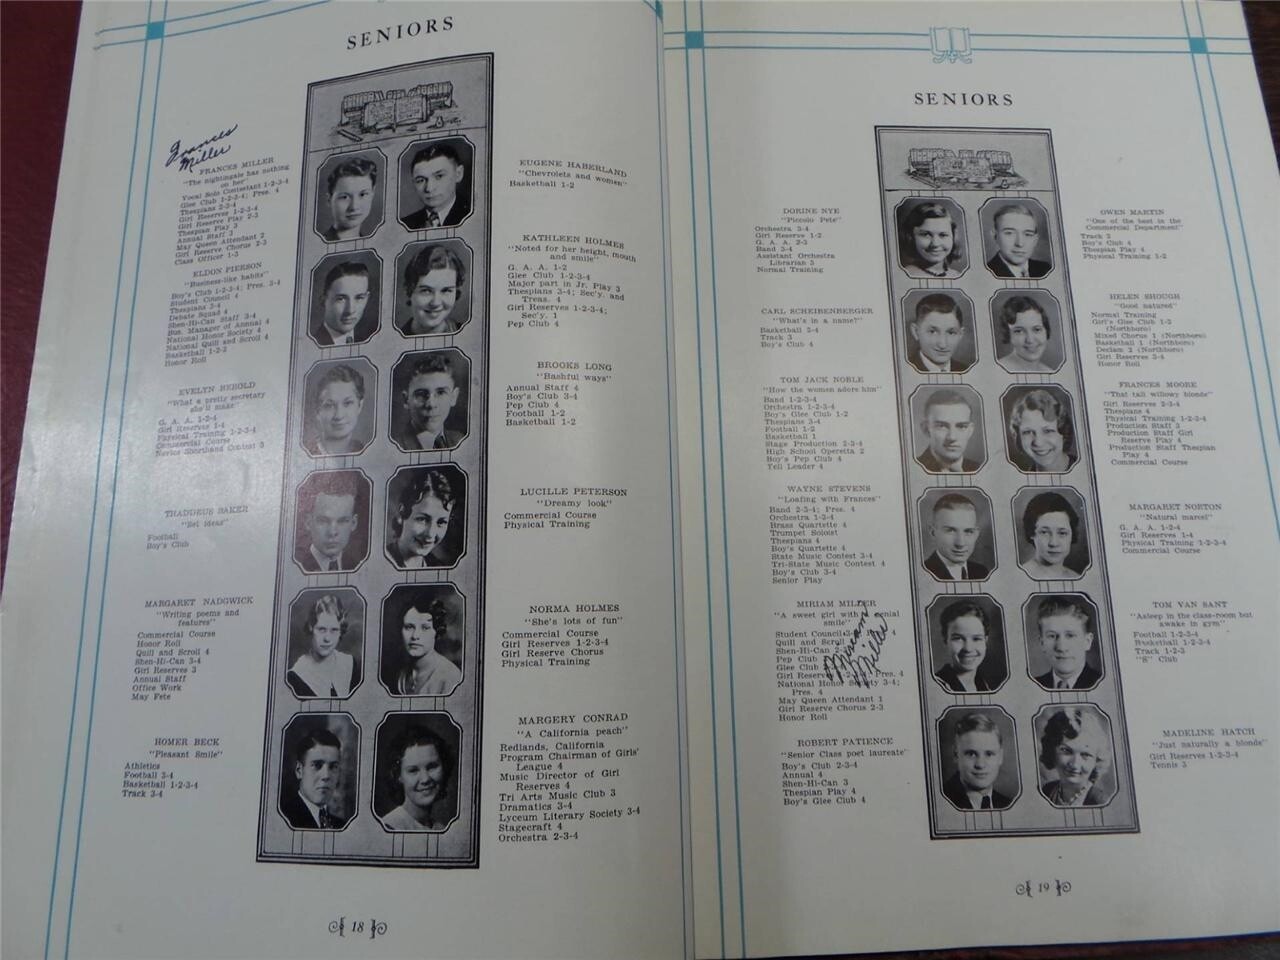 SENIORS
Frances
Miller
FRANCES MILLER
"The nightingale has nothing
on her"
Vocal Solo Contestant 1-2-3-4
Glee Club 1-2-3-4; Pres. 4
Thespians 2-3-4
Girl Reserves 1-2-3-4
Girl Reserve Play 2-3
Thespian Play 3
Annual Staff 3
May Queen Attendant 2
Girl Reserve Chorus 2-3
Class Officer 1-3
ELDON PIERSON
"Business-like habits"
Boy's Club 1-2-3-4; Pres. 3-4
Student Council 4
Thespians 3-4
Debate Squad 4
Shen-Hi-Can Staff 3-4
Bus. Manager of Annual 4
National Honor Society 4
National Quill and Scroll 4
Basketball 1-2-3
Honor Roll
EVELYN HEROLD
"What a pretty secretary
she'll make"
G. A. A. 1-2-4
Girl Reserves 1-4
Physical Training 1-2-3-4
Commercial Course
Novice Shorthand Contest 3
THADDEUS BAKER
"Bel ideas"
Football
Boy's Club
MARGARET NADGWICK
"Writing poems and
features"
Commercial Course
Honor Roll
Quill and Scroll 4
Shen-Hi-Can 3-4
Girl Reserves 3
Annual Staff
Office Work
May Fete
HOMER BECK
"Pleasant Smile"
Athletics
Football 3-4
Basketball 1-2-3-4
Track 3-4
EUGENE HABERLAND
"Chevrolets and women"
Basketball 1-2
KATHLEEN HOLMES
"Noted for her height, mouth
and smile"
G. A. A. 1-2
Glee Club 1-2-3-4
Major part in Jr. Play 3
Thespians 3-4; Sec'y. and
Treas. 4
Girl Reserves 1-2-3-4;
Sec'y. 1
Pep Club 4
BROOKS LONG
"Bashful ways"
Annual Staff 4
Boy's Club 3-4
Pep Club 4
Football 1-2
Basketball 1-2
LUCILLE PETERSON
"Dreamy look"
Commercial Course
Physical Training
NORMA HOLMES
"She's lots of fun"
Commercial Course
Girl Reserves 1-2-3-4
Girl Reserve Chorus
Physical Training
MARGERY CONRAD
"A California peach"
Redlands, California
Program Chairman of Girls'
League 4
Music Director of Girl
Reserves 4
Tri Arts Music Club 3
Dramatics 3-4
Lyceum Literary Society 3-4
Stagecraft 4
Orchestra 2-3-4
18
SENIORS
DORINE NYE
"Piccolo Pete"
Orchestra 3-4
Girl Reserve 1-2
G. A. A. 2-3
Band 3-4
Assistant Orchestra
Librarian 3
Normal Training
CARL SCHEIBENBERGER
"What's in a name?"
Basketball 3-4
Track 3
Boy's Club 4
TOM JACK NOBLE
"How the women adore him"
Band 1-2-3-4
Orchestra 1-2-3-4
Boy's Glee Club 1-2
Thespians 3-4
Football 1-2
Basketball 1
Stage Production 2-3-4
High School Operetta 2
Boy's Pep Club 4
Yell Leader 4
WAYNE STEVENS
"Loafing with Frances"
Band 2-3-4; Pres. 4
Orchestra 1-3-4
Brass Quartette 4
Trumpet Soloist
Thespians 4
Boy's Quartette 4
State Music Contest 3-4
Tri-State Music Contest 4
Boy's Club 3-4
Senior Play
MIRIAM MILLER
"A sweet girl with a genial
smile"
Student Council 3-4
Quill and Scroll
Shen-Hi-Can 2-3
Pep Club
Glee Club
Girl Reserves 1-2-3-4; Pres. 4
National Honor Society 3-4;
Pres. 4
May Queen Attendant 1
Girl Reserve Chorus 2-3
Honor Roll
Miriam
Miller
ROBERT PATIENCE
"Senior Class poet laureate"
Boy's Club 2-3-4
Annual 4
Shen-Hi-Can 3
Thespian Play 4
Boy's Glee Club 4
OWEN MARTIN
"One of the best in the
Commercial Department"
Track 2
Boy's Club 4
Thespian Play 4
Physical Training 1-2
HELEN SHOUGH
"Good natured"
Normal Training
Girl's Glee Club 1-2
(Northboro)
Mixed Chorus 1 (Northboro)
Basketball 1 (Northboro)
Declam 2 (Northboro)
Girl Reserves 3-4
Honor Roll
FRANCES MOORE
"That tall willowy blonde"
Girl Reserves 2-3-4
Thespians 4
Physical Training 1-2-3-4
Production Staff 3
Production Staff Girl
Reserve Play 4
Production Staff Thespian
Play 4
Commercial Course
MARGARET NORTON
"Natural marcel"
G. A. A. 1-2-4
Girl Reserves 1-4
Physical Training 1-2-3-4
Commercial Course
TOM VAN SANT
"Asleep in the class-room but
awake in gym"
Football 1-2-3-4
Basketball 1-2-3-4
Track 1-2-3
"S" Club
MADELINE HATCH
"Just naturally a blonde"
Girl Reserves 1-2-3-4
Tennis 3
19